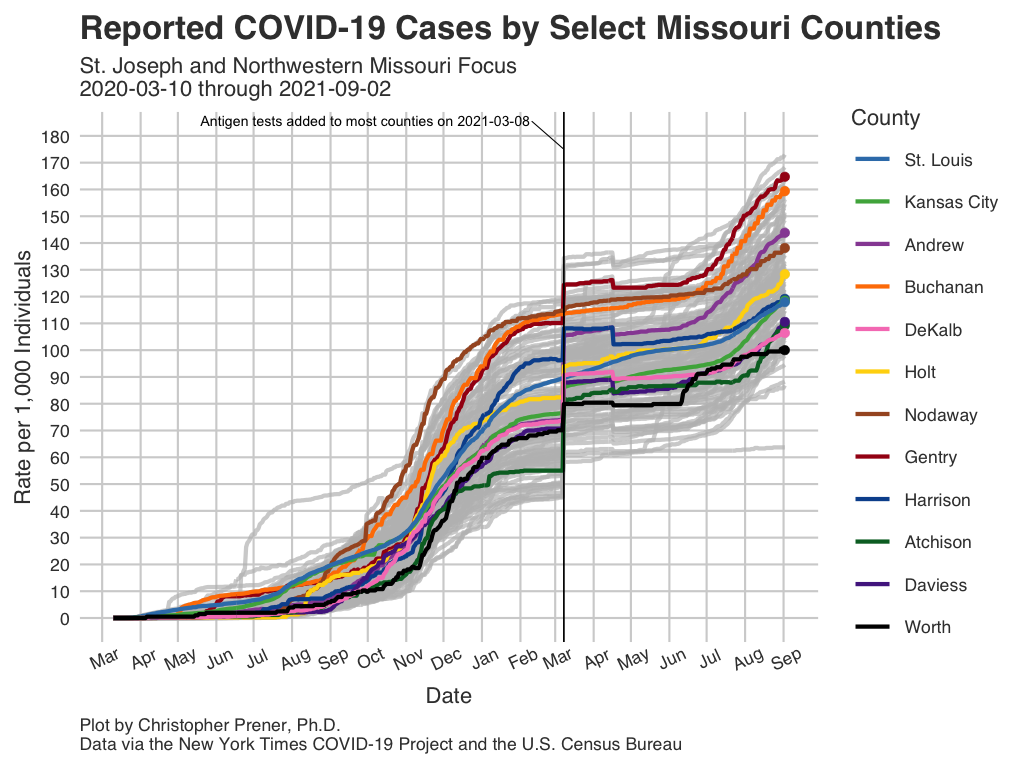 Reported COVID-19 Cases by Select Missouri Counties
St. Joseph and Northwestern Missouri Focus
2020-03-10 through 2021-09-02
Antigen tests added to most counties on 2021-03-08
Rate per 1,000 Individuals
180
170
160
150
140
130
120
110
100
90
80
70
60
50
40
30
20
10
0
Mar Apr May Jun Jul Aug Sep Oct Nov Dec Jan Feb Mar Apr May Jun Jul Aug Sep
Date
County
St. Louis
Kansas City
Andrew
Buchanan
DeKalb
Holt
Nodaway
Gentry
Harrison
Atchison
Daviess
Worth
Plot by Christopher Prener, Ph.D.
Data via the New York Times COVID-19 Project and the U.S. Census Bureau